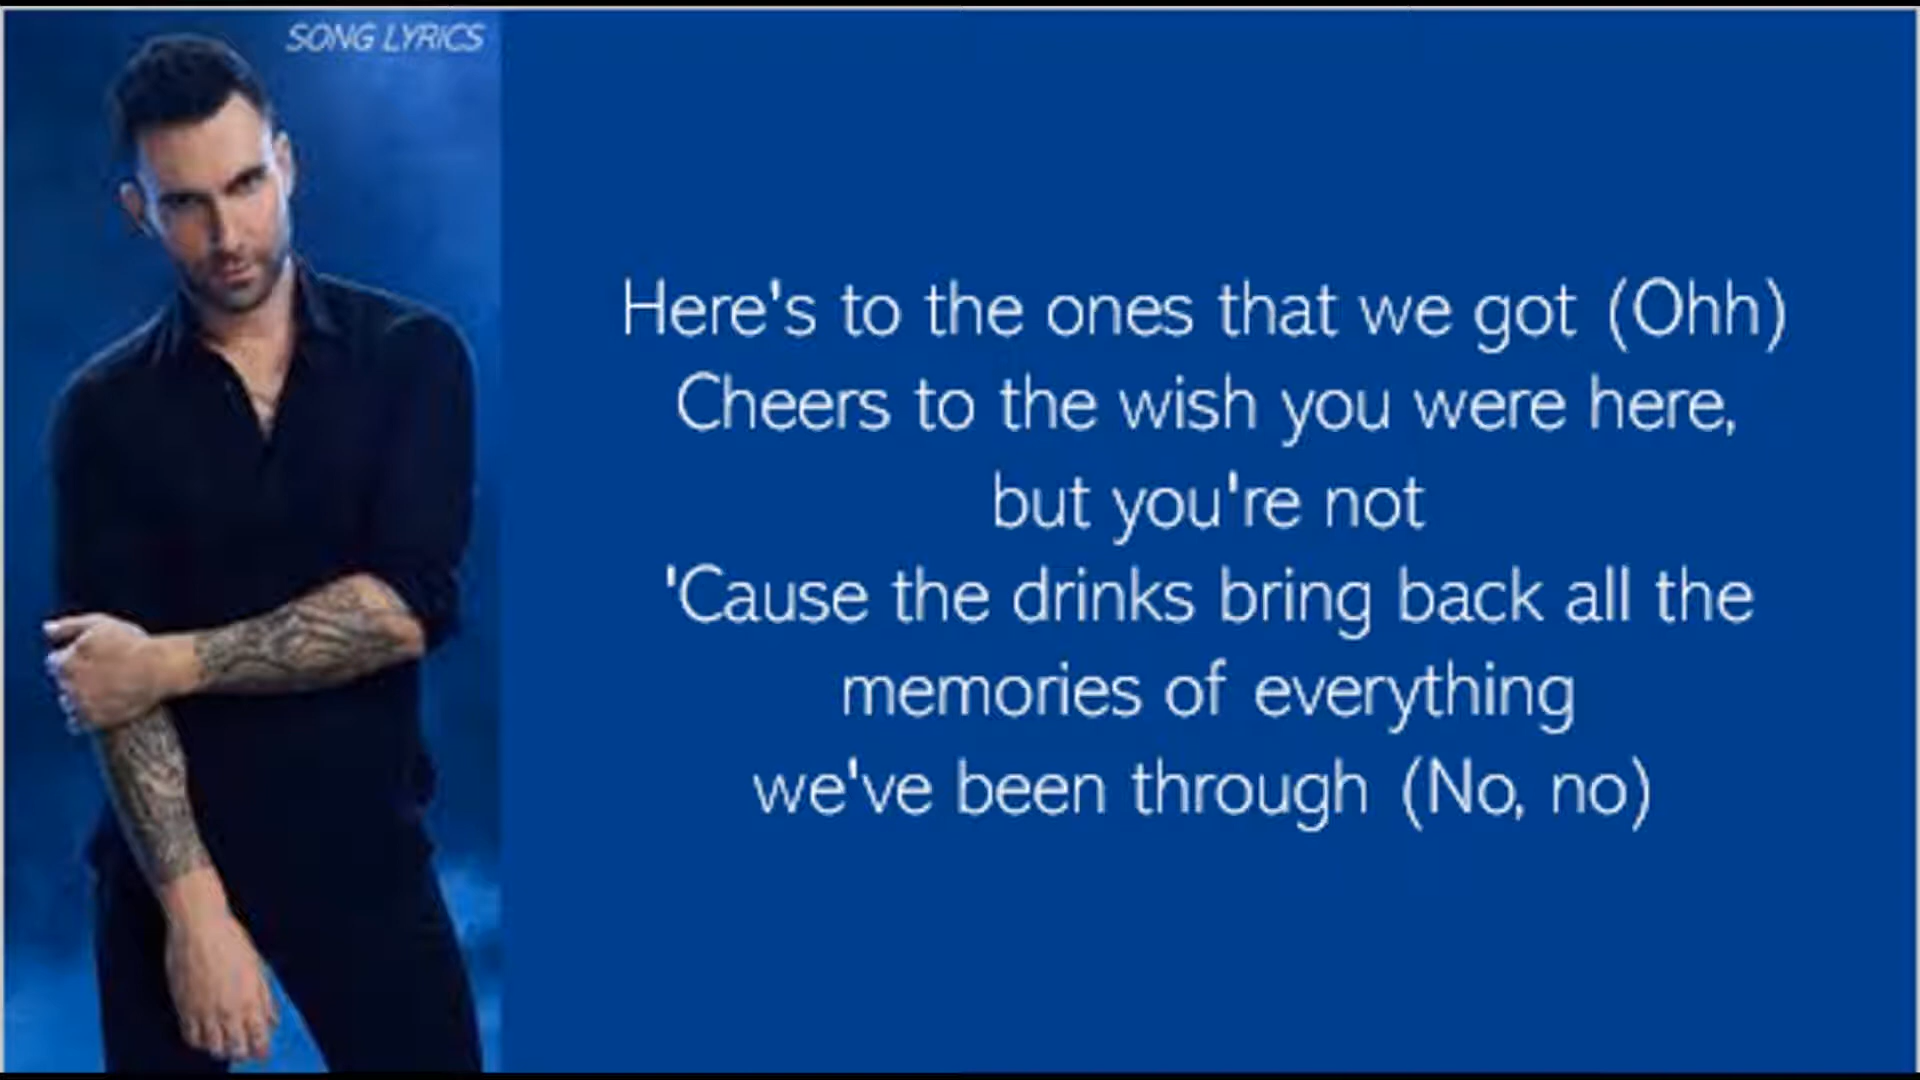 SONG LYRICS
Here's to the ones that we got (Ohh)
Cheers to the wish you were here,
but you're not
'Cause the drinks bring back all the
memories of everything
we've been through (No, no)